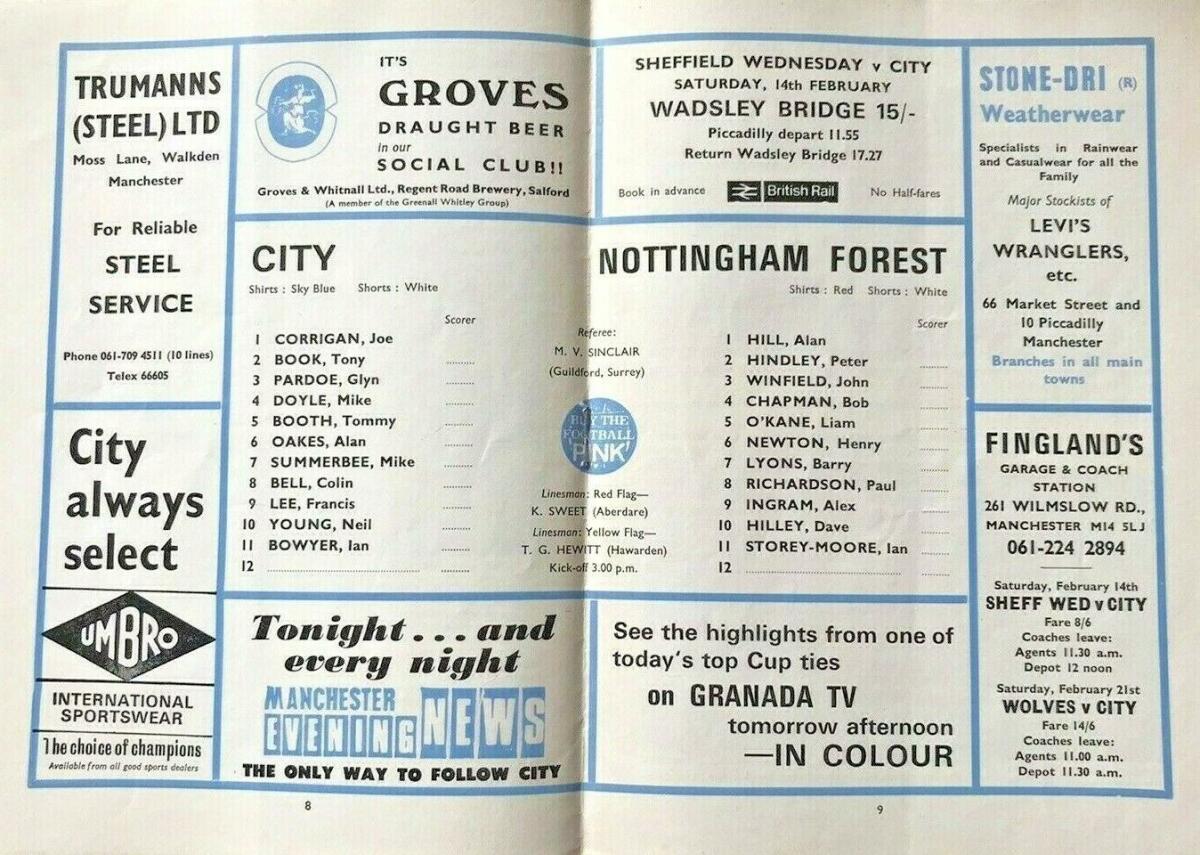 TRUMANNS
(STEEL) LTD
Moss Lane, Walkden
Manchester
For Reliable
STEEL
SERVICE
Phone 061-709 4511 (10 lines)
Telex 66605
City
always
select
UMBRO
INTERNATIONAL
SPORTSWEAR
The choice of champions
Available from all good sports dealers
IT'S
GROVES
DRAUGHT BEER
in our
SOCIAL CLUB!!
Groves & Whitnall Ltd., Regent Road Brewery, Salford
(A member of the Greenall Whitley Group)
SHEFFIELD WEDNESDAY v CITY
SATURDAY, 14th FEBRUARY
WADSLEY BRIDGE 15/-
Piccadilly depart 11.55
Return Wadsley Bridge 17.27
Book in advance British Rail No Half-fares
CITY
Shirts : Sky Blue Shorts : White
Scorer
1 CORRIGAN, Joe
2 BOOK, Tony ..........
3 PARDOE, Glyn ..........
4 DOYLE, Mike ..........
5 BOOTH, Tommy ..........
6 OAKES, Alan ..........
7 SUMMERBEE, Mike ..........
8 BELL, Colin ..........
9 LEE, Francis ..........
10 YOUNG, Neil ..........
11 BOWYER, Ian ..........
12 .................................... ..........
Referee:
M. V. SINCLAIR
(Guildford, Surrey)
BUY THE
FOOTBALL
'PINK'
Linesman: Red Flag—
K. SWEET (Aberdare)
Linesman: Yellow Flag—
T. G. HEWITT (Hawarden)
Kick-off 3.00 p.m.
NOTTINGHAM FOREST
Shirts : Red Shorts : White
Scorer
1 HILL, Alan
2 HINDLEY, Peter ..........
3 WINFIELD, John ..........
4 CHAPMAN, Bob ..........
5 O'KANE, Liam ..........
6 NEWTON, Henry ..........
7 LYONS, Barry ..........
8 RICHARDSON, Paul ..........
9 INGRAM, Alex ..........
10 HILLEY, Dave ..........
11 STOREY-MOORE, Ian ..........
12 .................................... ..........
Tonight . . . and
every night
MANCHESTER
EVENING NEWS
THE ONLY WAY TO FOLLOW CITY
See the highlights from one of
today's top Cup ties
on GRANADA TV
tomorrow afternoon
—IN COLOUR
STONE-DRI (R)
Weatherwear
Specialists in Rainwear
and Casualwear for all the
Family
Major Stockists of
LEVI'S
WRANGLERS,
etc.
66 Market Street and
10 Piccadilly
Manchester
Branches in all main
towns
FINGLAND'S
GARAGE & COACH
STATION
261 WILMSLOW RD.,
MANCHESTER M14 5LJ
061-224 2894
Saturday, February 14th
SHEFF WED v CITY
Fare 8/6
Coaches leave:
Agents 11.30 a.m.
Depot 12 noon
Saturday, February 21st
WOLVES v CITY
Fare 14/6
Coaches leave:
Agents 11.00 a.m.
Depot 11.30 a.m.
8
9